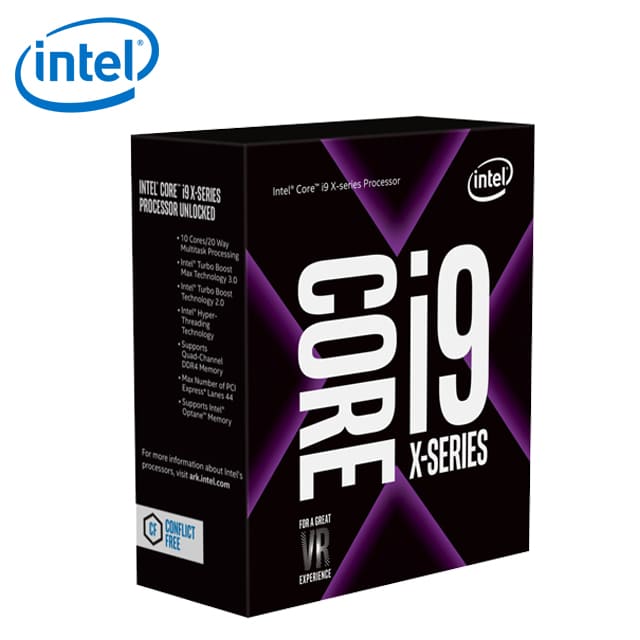 intel®
INTEL® CORE™ i9 X-SERIES
PROCESSOR UNLOCKED
• 10 Cores/20 Way
Multitask Processing
• Intel® Turbo Boost
Max Technology 3.0
• Intel® Turbo Boost
Technology 2.0
• Intel® Hyper-
Threading
Technology
• Supports
Quad-Channel
DDR4 Memory
• Max Number of PCI
Express® Lanes 44
• Supports Intel®
Optane™ Memory
For more information about Intel's
processors, visit ark.intel.com
CF
CONFLICT
FREE
Intel® Core™ i9 X-series Processor
intel®
CORE
i9
X-SERIES
FOR A GREAT
VR
EXPERIENCE